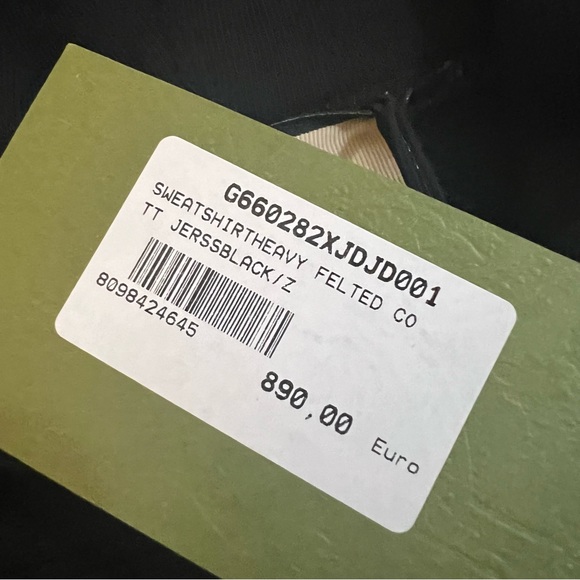 G660282XJDJD001
SWEATSHIRTHEAVY FELTED CO
TT JERSSBLACK/Z
8098424645
890,00 Euro